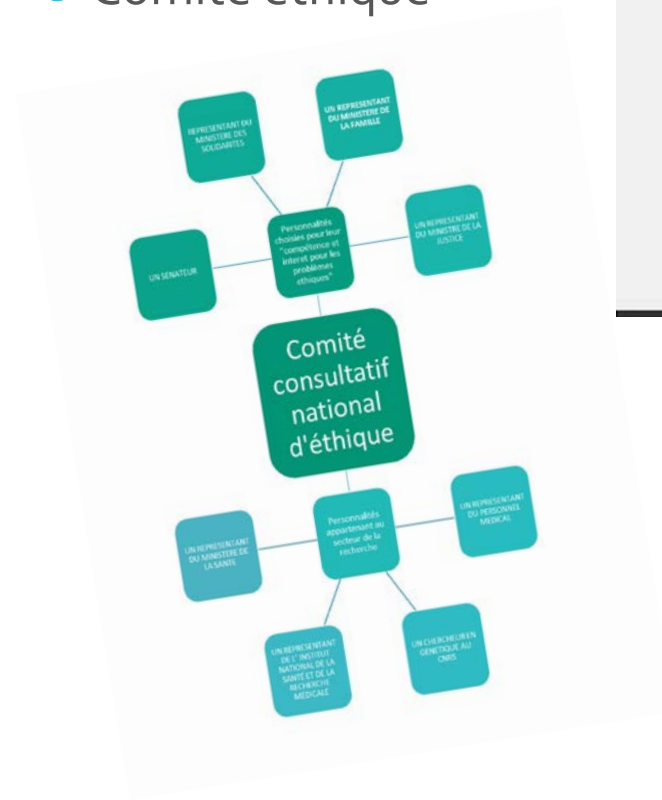 Comité éthique
REPRESENTANT DU
MINISTERE DES
SOLIDARITES
UN REPRESENTANT
DU MINISTERE DE
LA FAMILLE
Personnalités
choisies pour leur
"compétence et
interet pour les
problèmes
ethiques"
UN REPRESENTANT
DU MINISTRE DE LA
JUSTICE
UN SENATEUR
Comité
consultatif
national
d'éthique
Personnalités
appartenant au
secteur de la
recherche
UN REPRESENTANT
DU PERSONNEL
MEDICAL
UN REPRESENTANT
DU MINISTERE DE
LA SANTE
UN REPRESENTANT
DE L' INSTITUT
NATIONAL DE LA
SANTÉ ET DE LA
RECHERCHE
MEDICALE
UN CHERCHEUR EN
GENETIQUE AU
CNRS